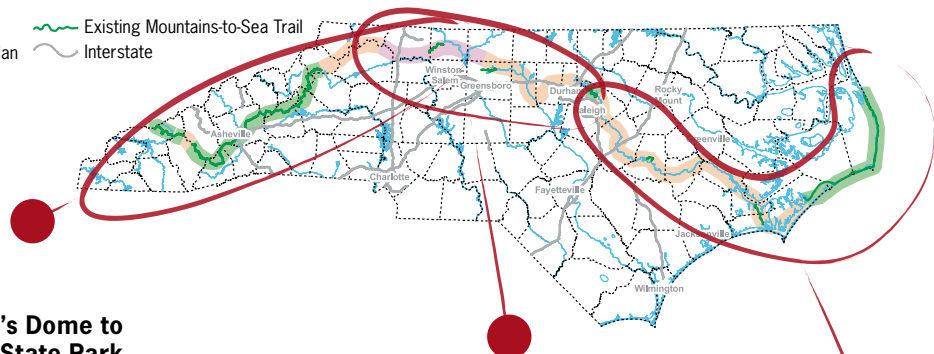 Existing Mountains-to-Sea Trail
an Interstate
Winston
Salem
Greensboro
Durham
Raleigh
Rocky
Mount
Greenville
Asheville
Charlotte
Fayetteville
Jacksonville
Wilmington
's Dome to
State Park